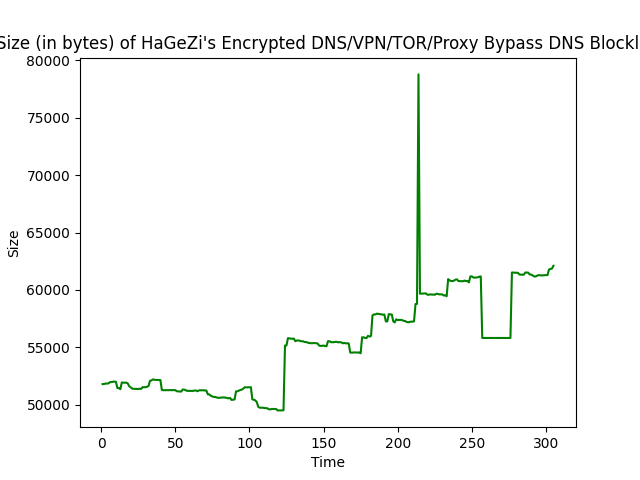 Size (in bytes) of HaGeZi's Encrypted DNS/VPN/TOR/Proxy Bypass DNS Blockl
80000
75000
70000
65000
60000
55000
50000
Size
0 50 100 150 200 250 300
Time